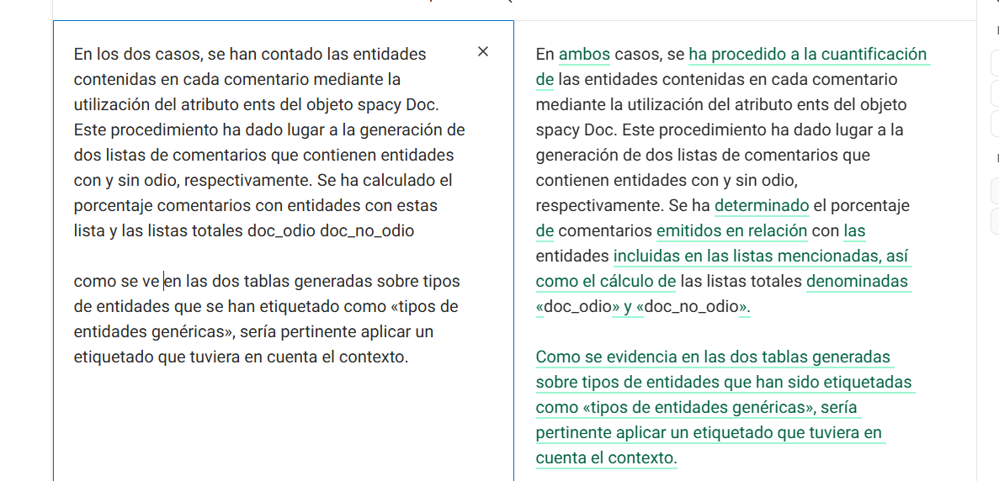 En los dos casos, se han contado las entidades
contenidas en cada comentario mediante la
utilización del atributo ents del objeto spacy Doc.
Este procedimiento ha dado lugar a la generación de
dos listas de comentarios que contienen entidades
con y sin odio, respectivamente. Se ha calculado el
porcentaje comentarios con entidades con estas
lista y las listas totales doc_odio doc_no_odio
como se ve en las dos tablas generadas sobre tipos
de entidades que se han etiquetado como «tipos de
entidades genéricas», sería pertinente aplicar un
etiquetado que tuviera en cuenta el contexto.
En ambos casos, se ha procedido a la cuantificación
de las entidades contenidas en cada comentario
mediante la utilización del atributo ents del objeto
spacy Doc. Este procedimiento ha dado lugar a la
generación de dos listas de comentarios que
contienen entidades con y sin odio,
respectivamente. Se ha determinado el porcentaje
de comentarios emitidos en relación con las
entidades incluidas en las listas mencionadas, así
como el cálculo de las listas totales denominadas
«doc_odio» y «doc_no_odio».
Como se evidencia en las dos tablas generadas
sobre tipos de entidades que han sido etiquetadas
como «tipos de entidades genéricas», sería
pertinente aplicar un etiquetado que tuviera en
cuenta el contexto.